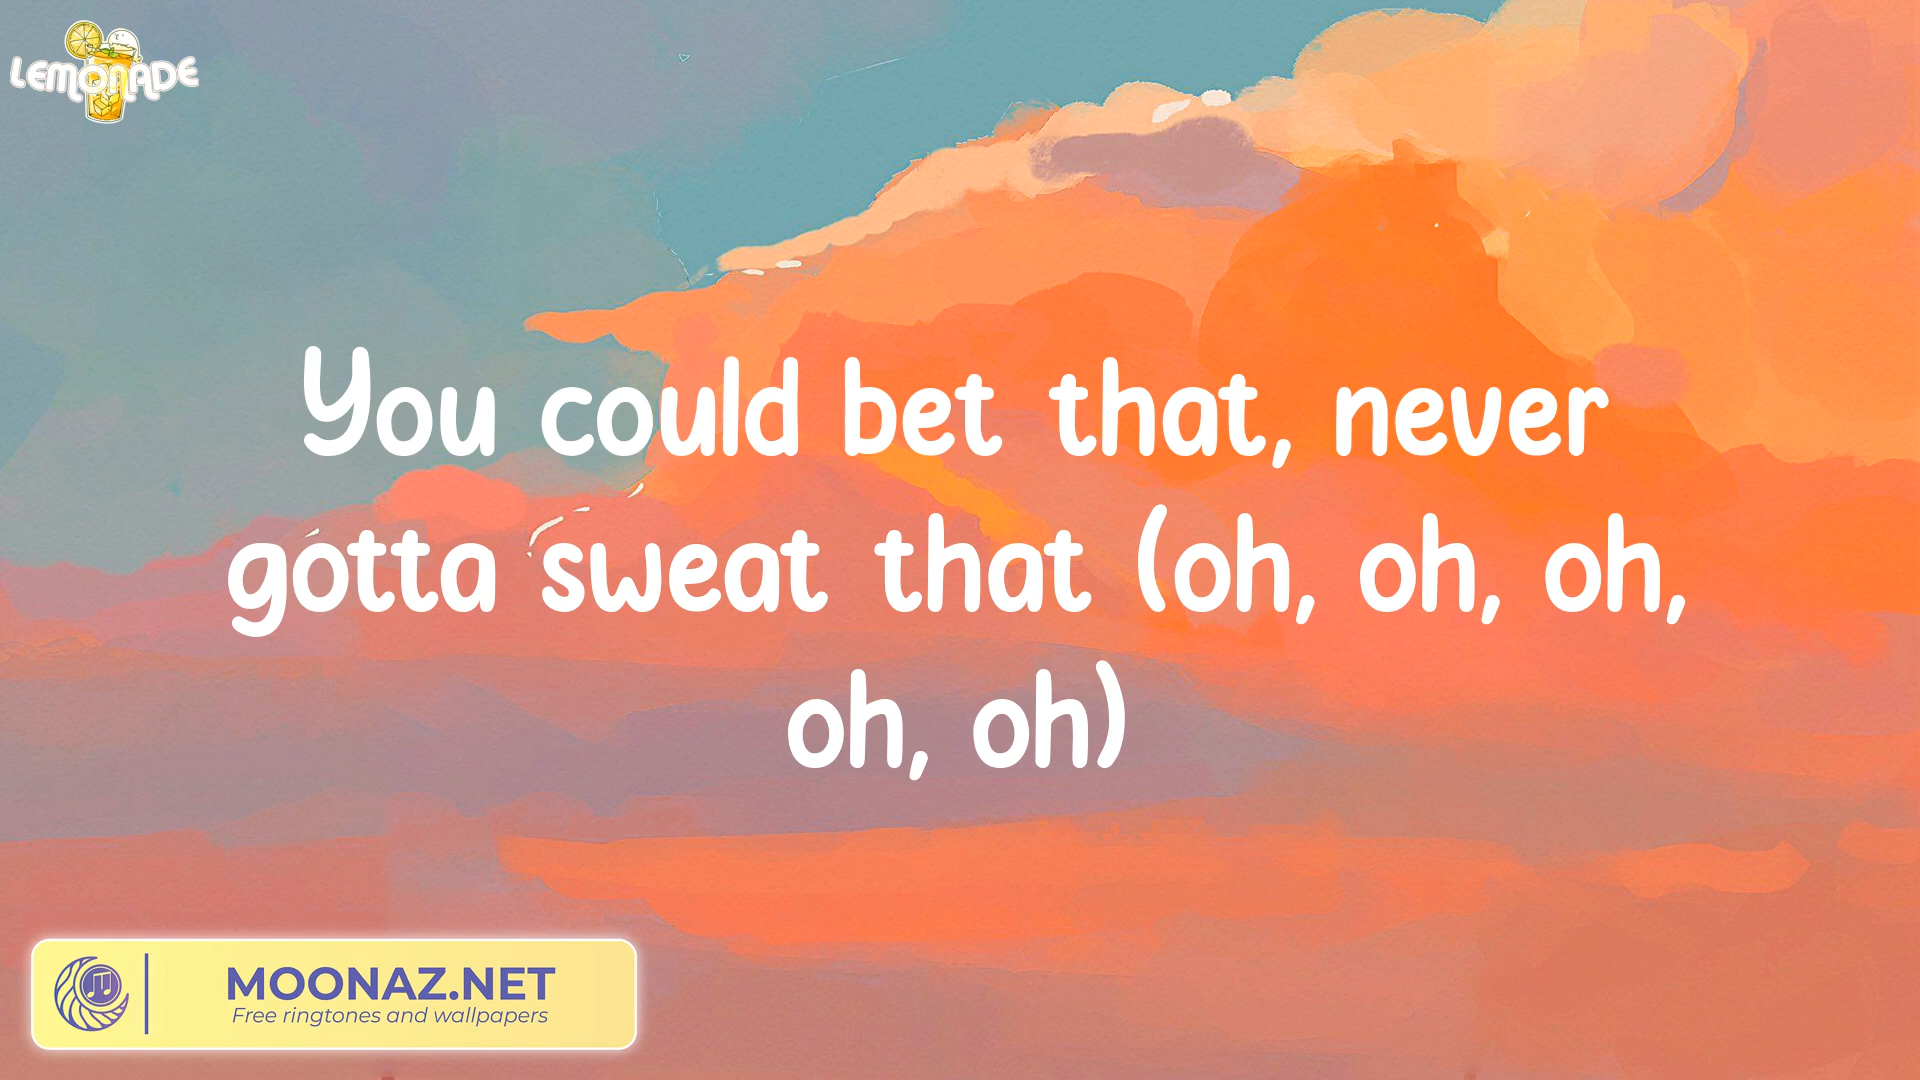 LEMONADE
You could bet that, never
gotta sweat that (oh, oh, oh,
oh, oh)
MOONAZ.NET
Free ringtones and wallpapers